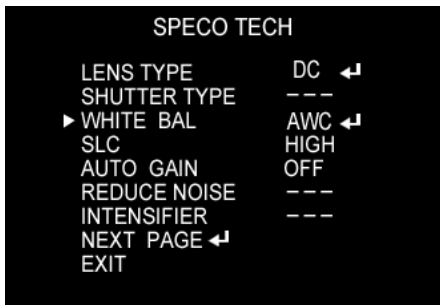 SPECO TECH
LENS TYPE DC ↲
SHUTTER TYPE ---
▶ WHITE BAL AWC ↲
SLC HIGH
AUTO GAIN OFF
REDUCE NOISE ---
INTENSIFIER ---
NEXT PAGE ↲
EXIT